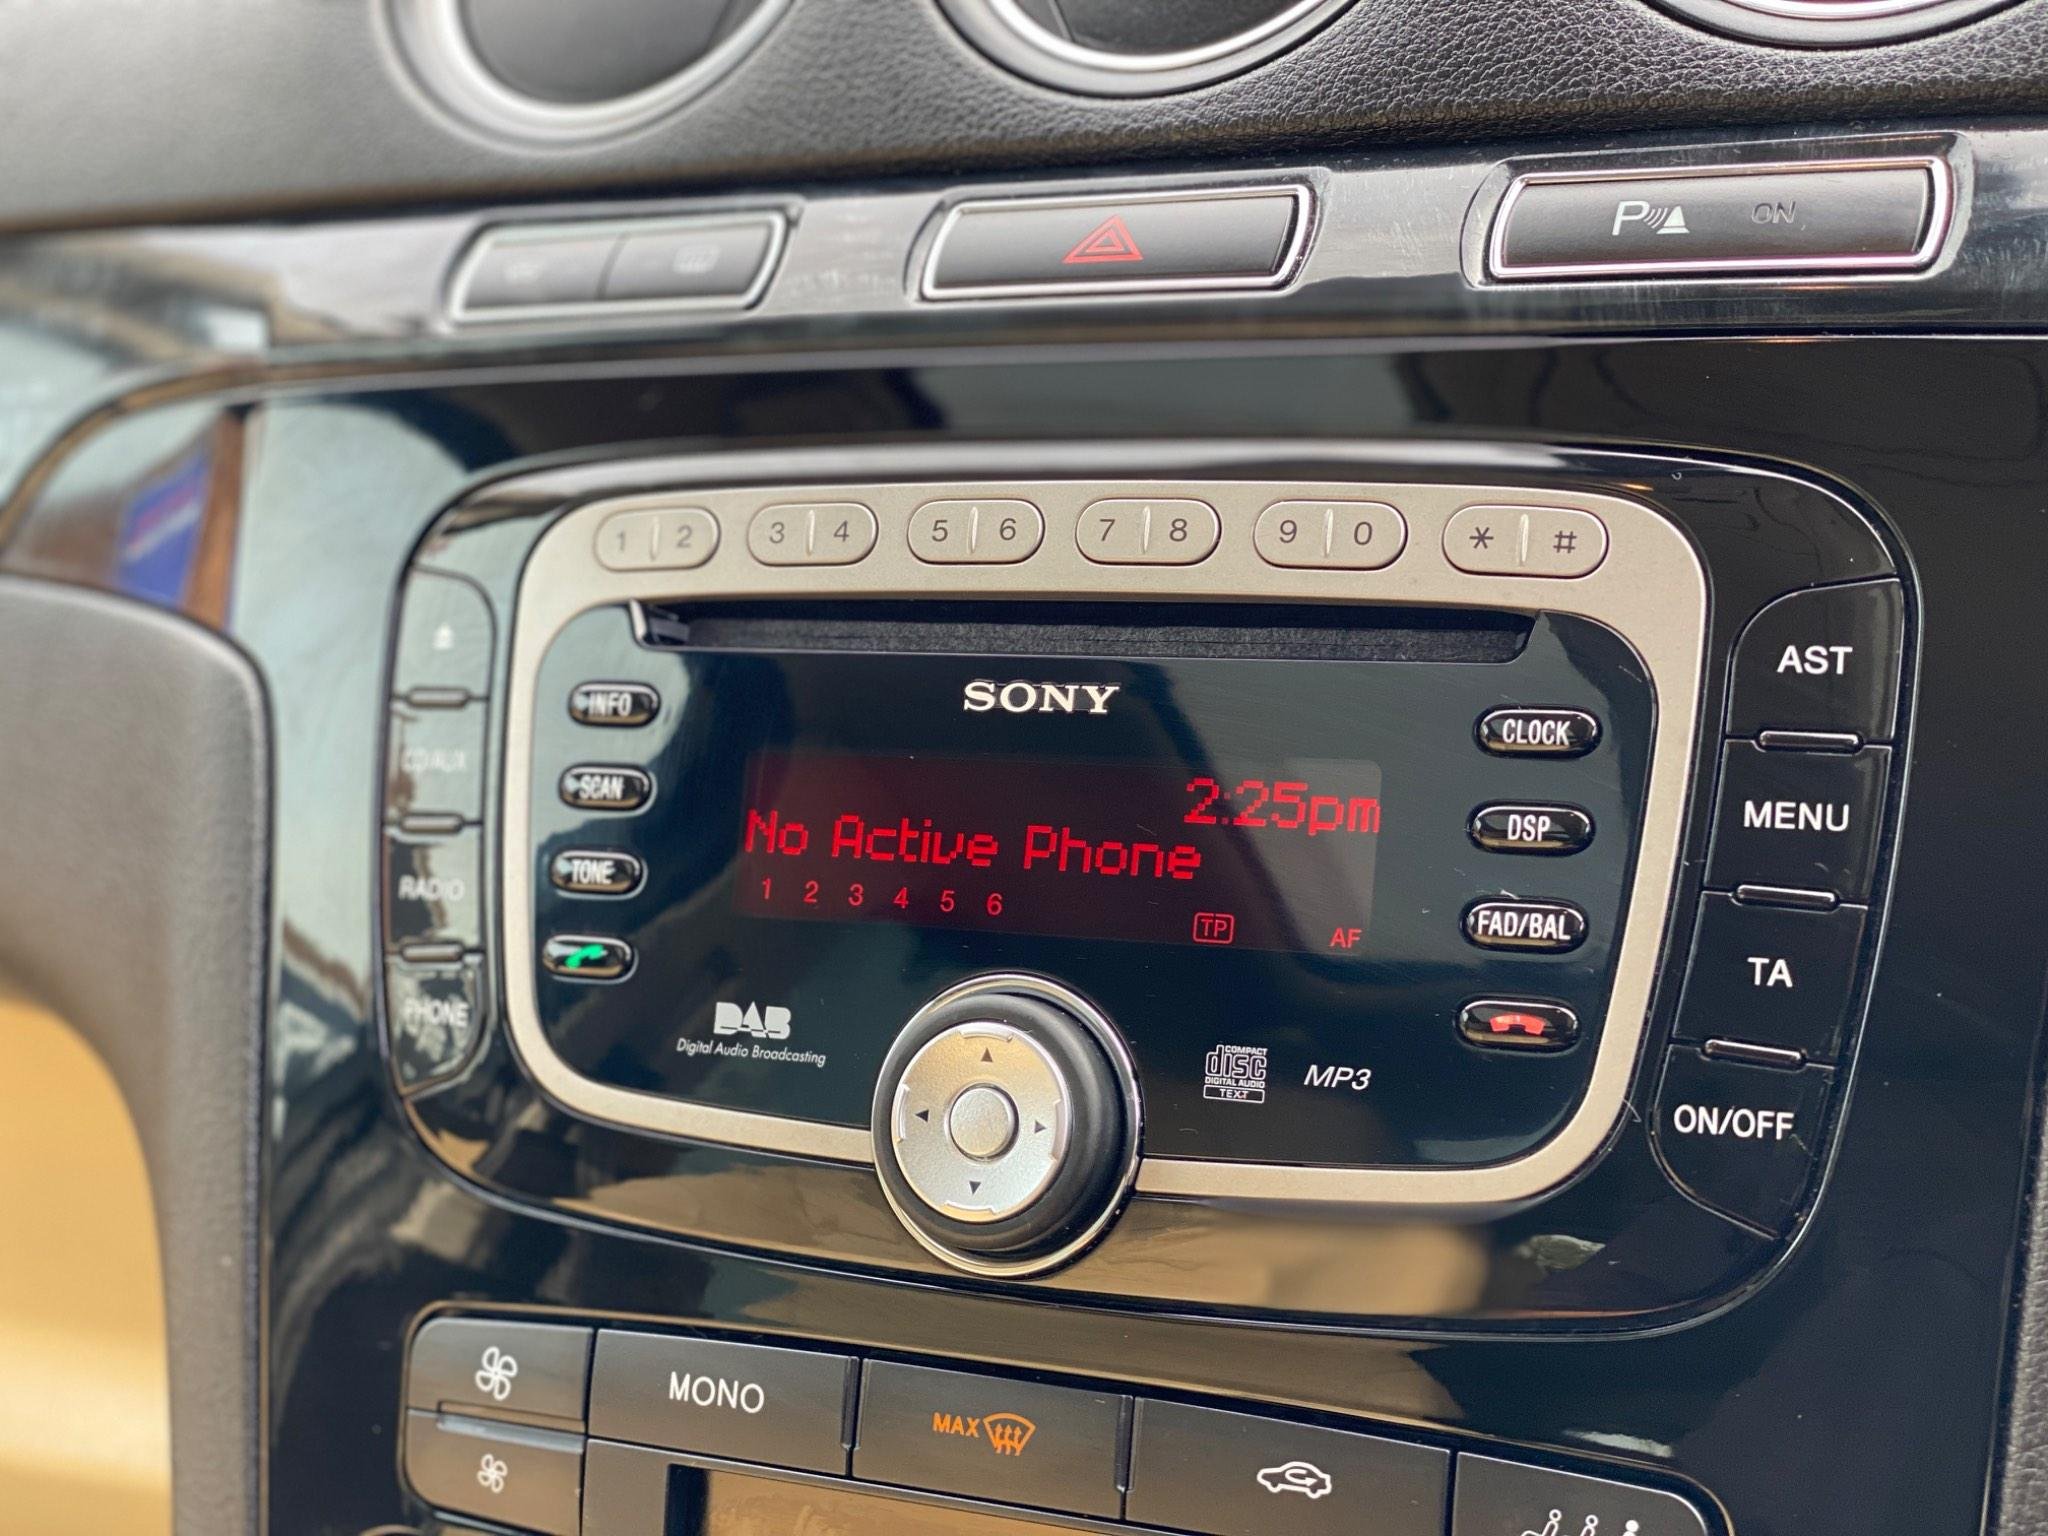 P ON
1 2 3 4 5 6 7 8 9 0 * #
SONY
INFO
SCAN
TONE
CD/AUX
RADIO
PHONE
2:25pm
No Active Phone
1 2 3 4 5 6
TP AF
CLOCK
DSP
FAD/BAL
AST
MENU
TA
ON/OFF
DAB
Digital Audio Broadcasting
COMPACT
disc
DIGITAL AUDIO
TEXT
MP3
MONO
MAX